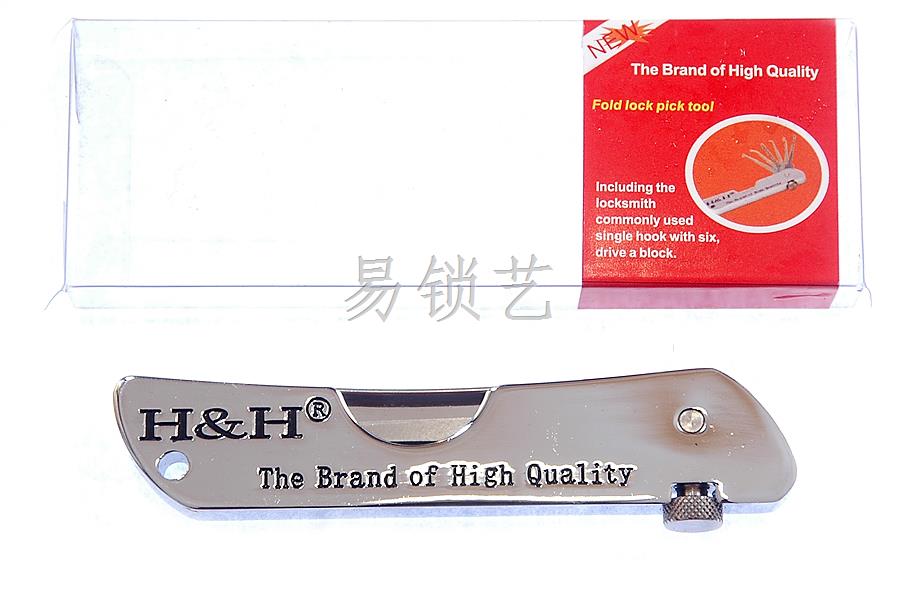 NEW
The Brand of High Quality
Fold lock pick tool
Including the
locksmith
commonly used
single hook with six,
drive a block.
易锁艺
H&H®
The Brand of High Quality